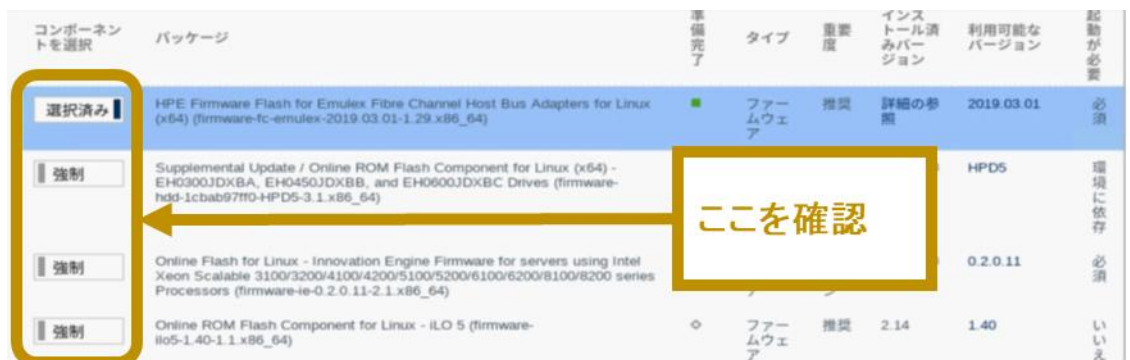 コンポーネン
トを選択
パッケージ
準
備
完
了
タイプ
重要
度
インス
トール済
みバー
ジョン
利用可能な
バージョン
起
動
が
必
要
選択済み
HPE Firmware Flash for Emulex Fibre Channel Host Bus Adapters for Linux
(x64) (firmware-fc-emulex-2019.03.01-1.29.x86_64)
ファー
ムウェ
ア
推奨
詳細の参
照
2019.03.01
必
須
強制
Supplemental Update / Online ROM Flash Component for Linux (x64) -
EH0300JDXBA, EH0450JDXBB, and EH0600JDXBC Drives (firmware-
hdd-1cbab97ff0-HPD5-3.1.x86_64)
HPD5
環
境
に
依
存
ここを確認
強制
Online Flash for Linux - Innovation Engine Firmware for servers using Intel
Xeon Scalable 3100/3200/4100/4200/5100/5200/6100/6200/8100/8200 series
Processors (firmware-ie-0.2.0.11-2.1.x86_64)
0.2.0.11
必
須
強制
Online ROM Flash Component for Linux - iLO 5 (firmware-
ilo5-1.40-1.1.x86_64)
ファー
ムウェ
ア
推奨
2.14
1.40
い
い
え